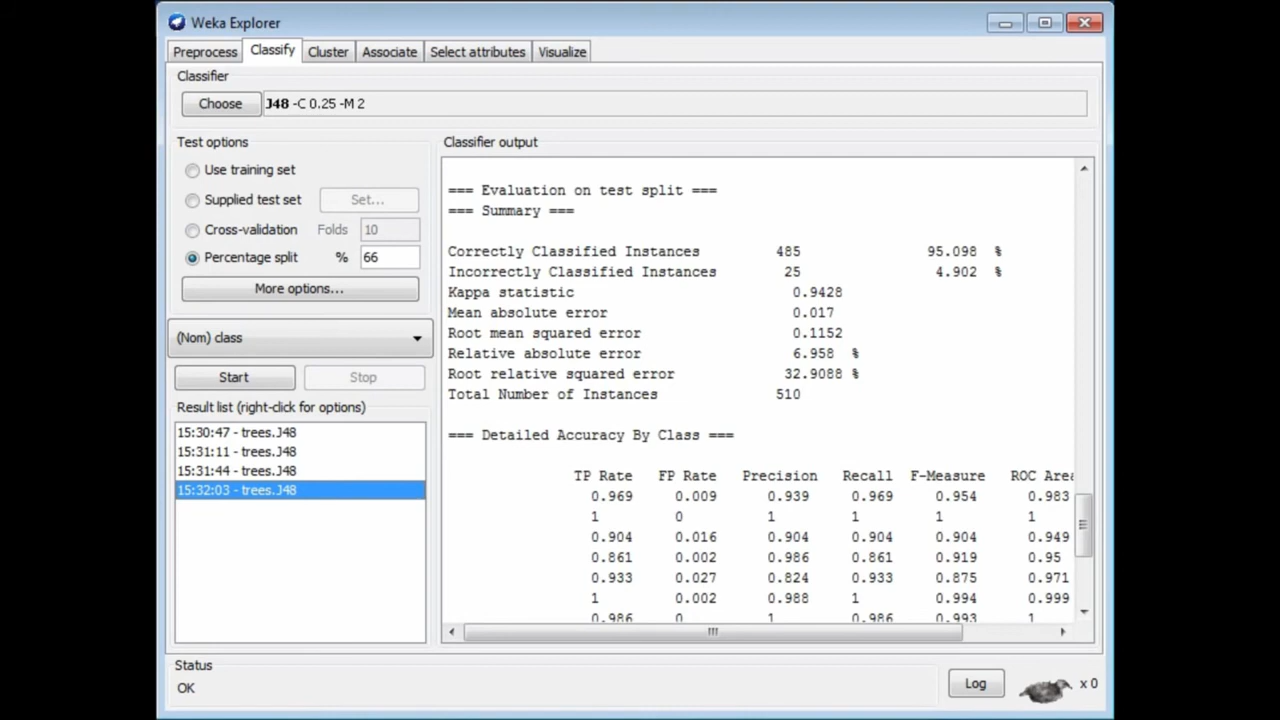 Weka Explorer
Preprocess Classify Cluster Associate Select attributes Visualize
Classifier
Choose J48 -C 0.25 -M 2
Test options
Use training set
Supplied test set Set...
Cross-validation Folds 10
Percentage split % 66
More options...
(Nom) class
Start Stop
Result list (right-click for options)
15:30:47 - trees.J48
15:31:11 - trees.J48
15:31:44 - trees.J48
15:32:03 - trees.J48
Classifier output
=== Evaluation on test split ===
=== Summary ===
Correctly Classified Instances 485 95.098 %
Incorrectly Classified Instances 25 4.902 %
Kappa statistic 0.9428
Mean absolute error 0.017
Root mean squared error 0.1152
Relative absolute error 6.958 %
Root relative squared error 32.9088 %
Total Number of Instances 510
=== Detailed Accuracy By Class ===
TP Rate FP Rate Precision Recall F-Measure ROC Area
0.969 0.009 0.939 0.969 0.954 0.983
1 0 1 1 1 1
0.904 0.016 0.904 0.904 0.904 0.949
0.861 0.002 0.986 0.861 0.919 0.95
0.933 0.027 0.824 0.933 0.875 0.971
1 0.002 0.988 1 0.994 0.999
0.986 0 1 0.986 0.993 1
Status
OK
Log x 0